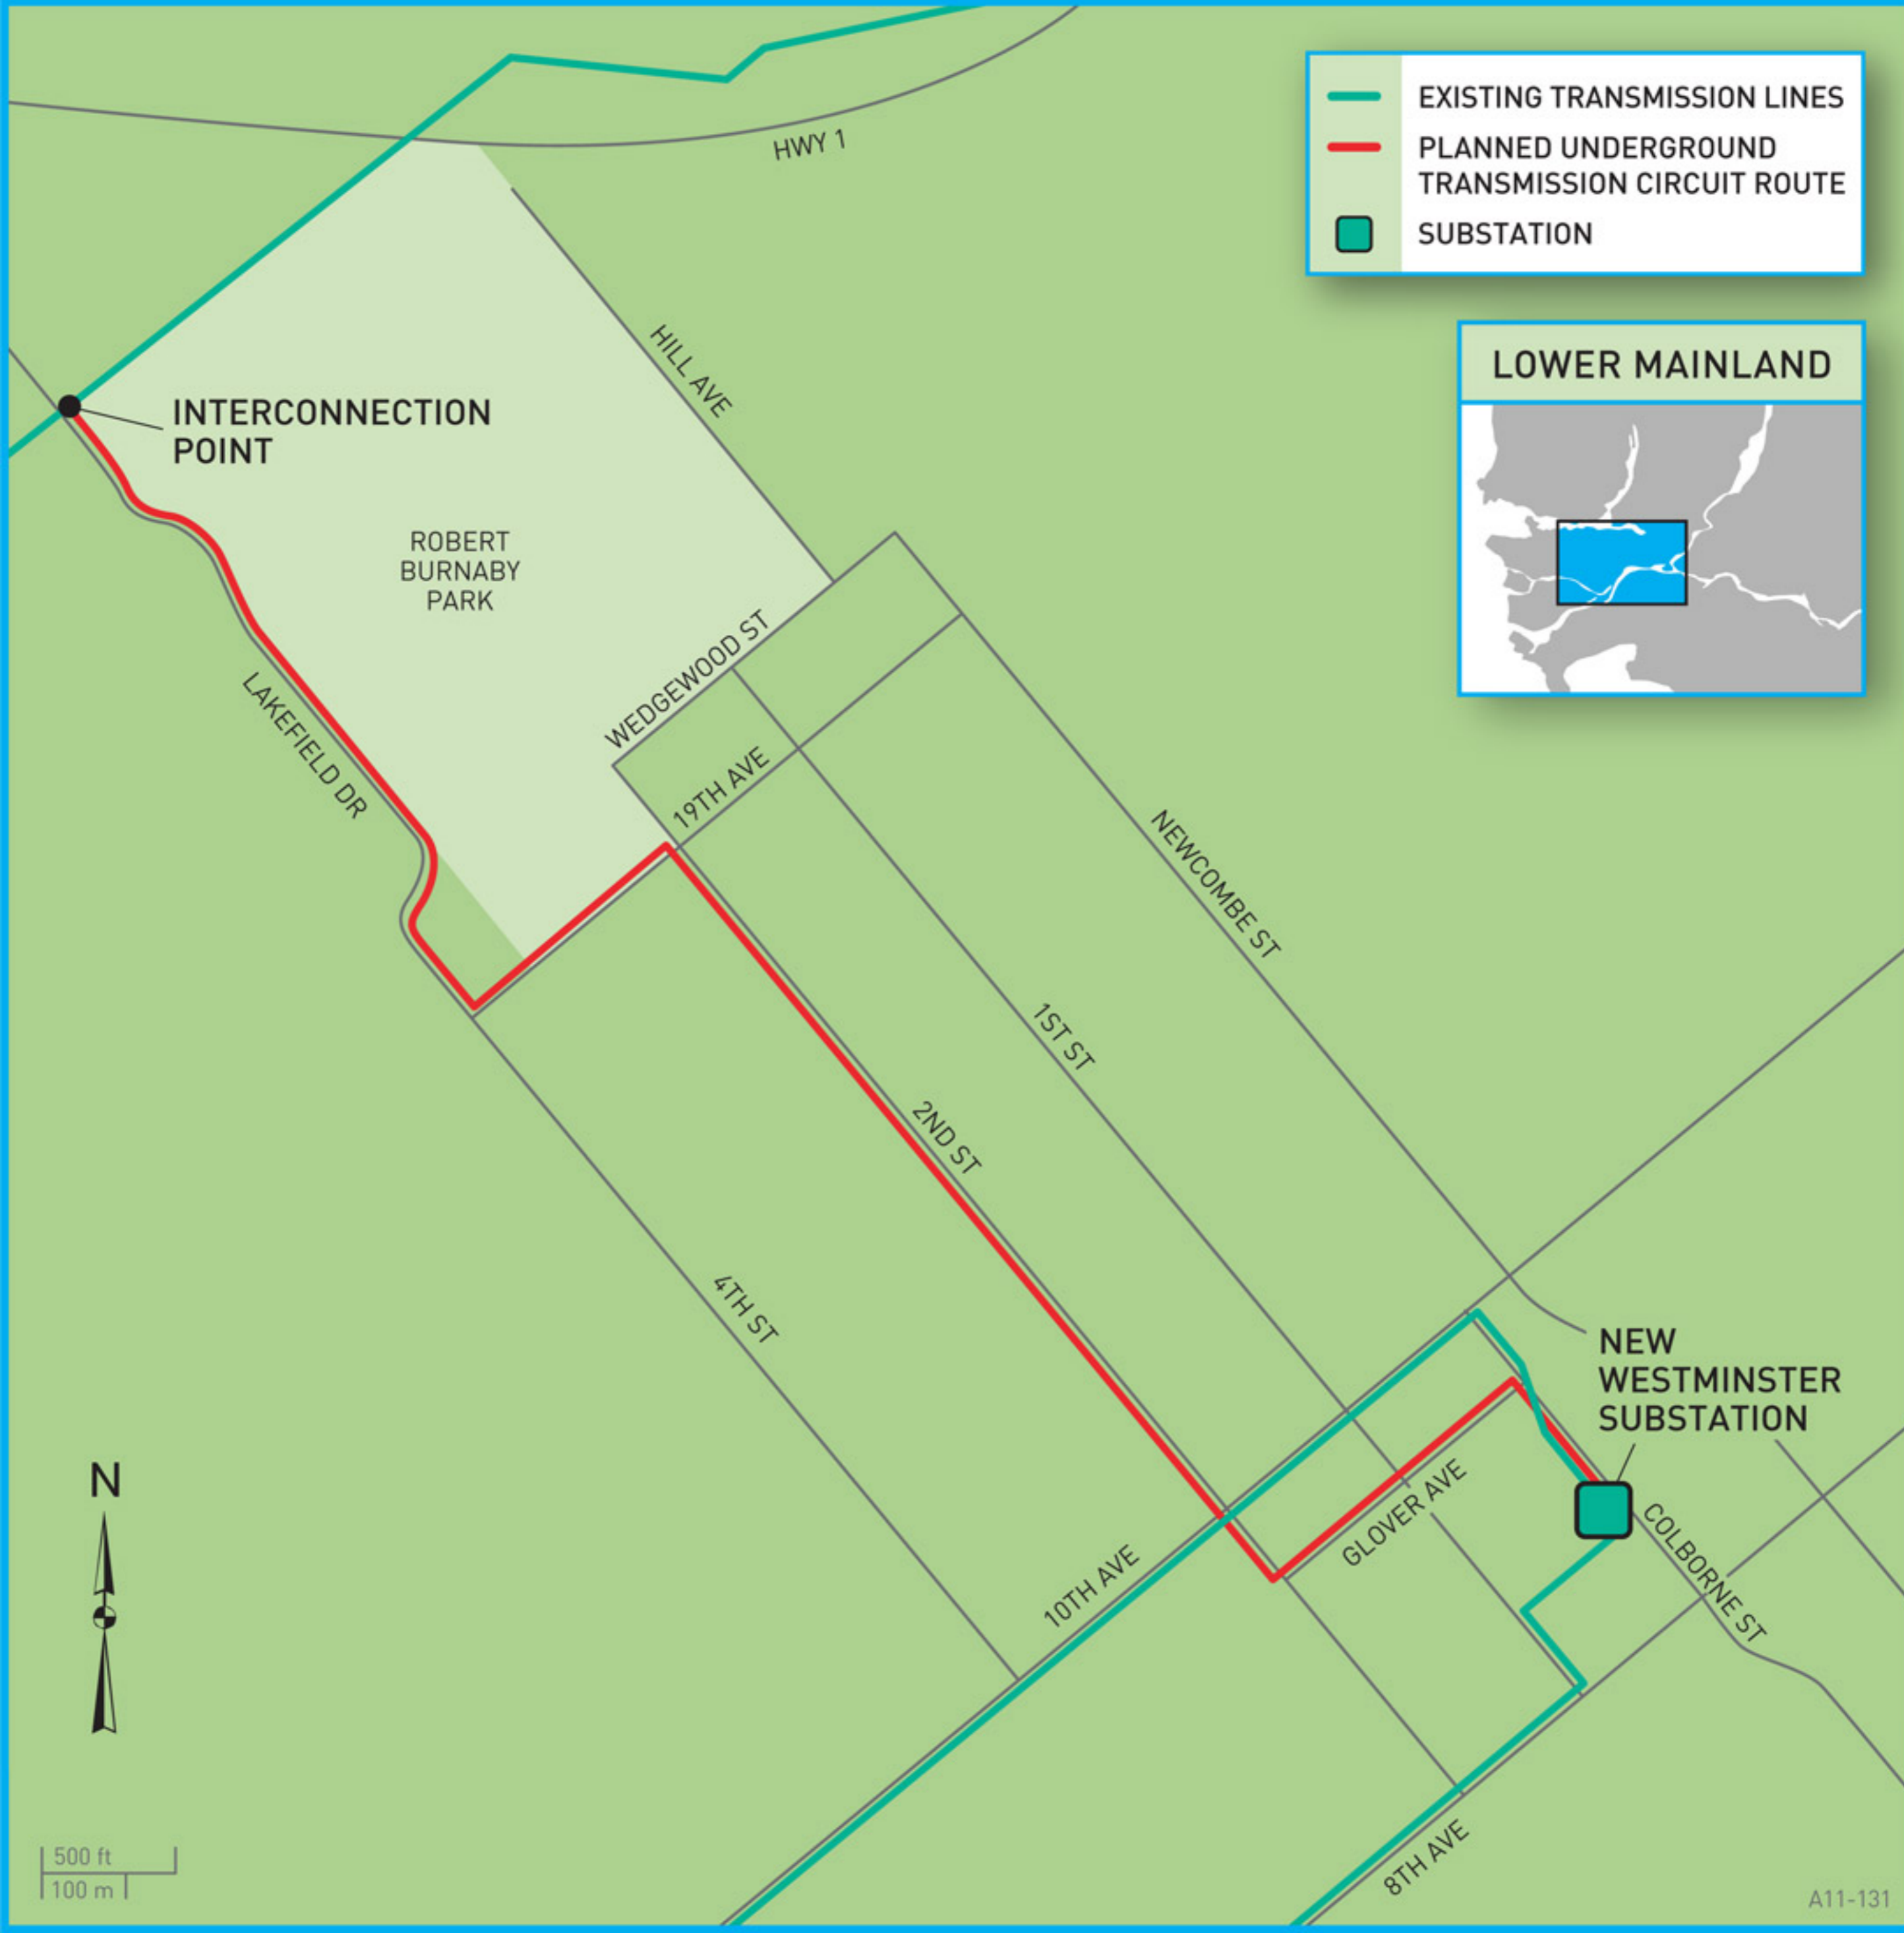 HWY 1
EXISTING TRANSMISSION LINES
PLANNED UNDERGROUND
TRANSMISSION CIRCUIT ROUTE
SUBSTATION
LOWER MAINLAND
HILL AVE
INTERCONNECTION
POINT
ROBERT
BURNABY
PARK
WEDGEWOOD ST
LAKEFIELD DR
19TH AVE
NEWCOMBE ST
1ST ST
2ND ST
4TH ST
NEW
WESTMINSTER
SUBSTATION
N
GLOVER AVE
COLBORNE ST
10TH AVE
8TH AVE
500 ft
100 m
A11-131